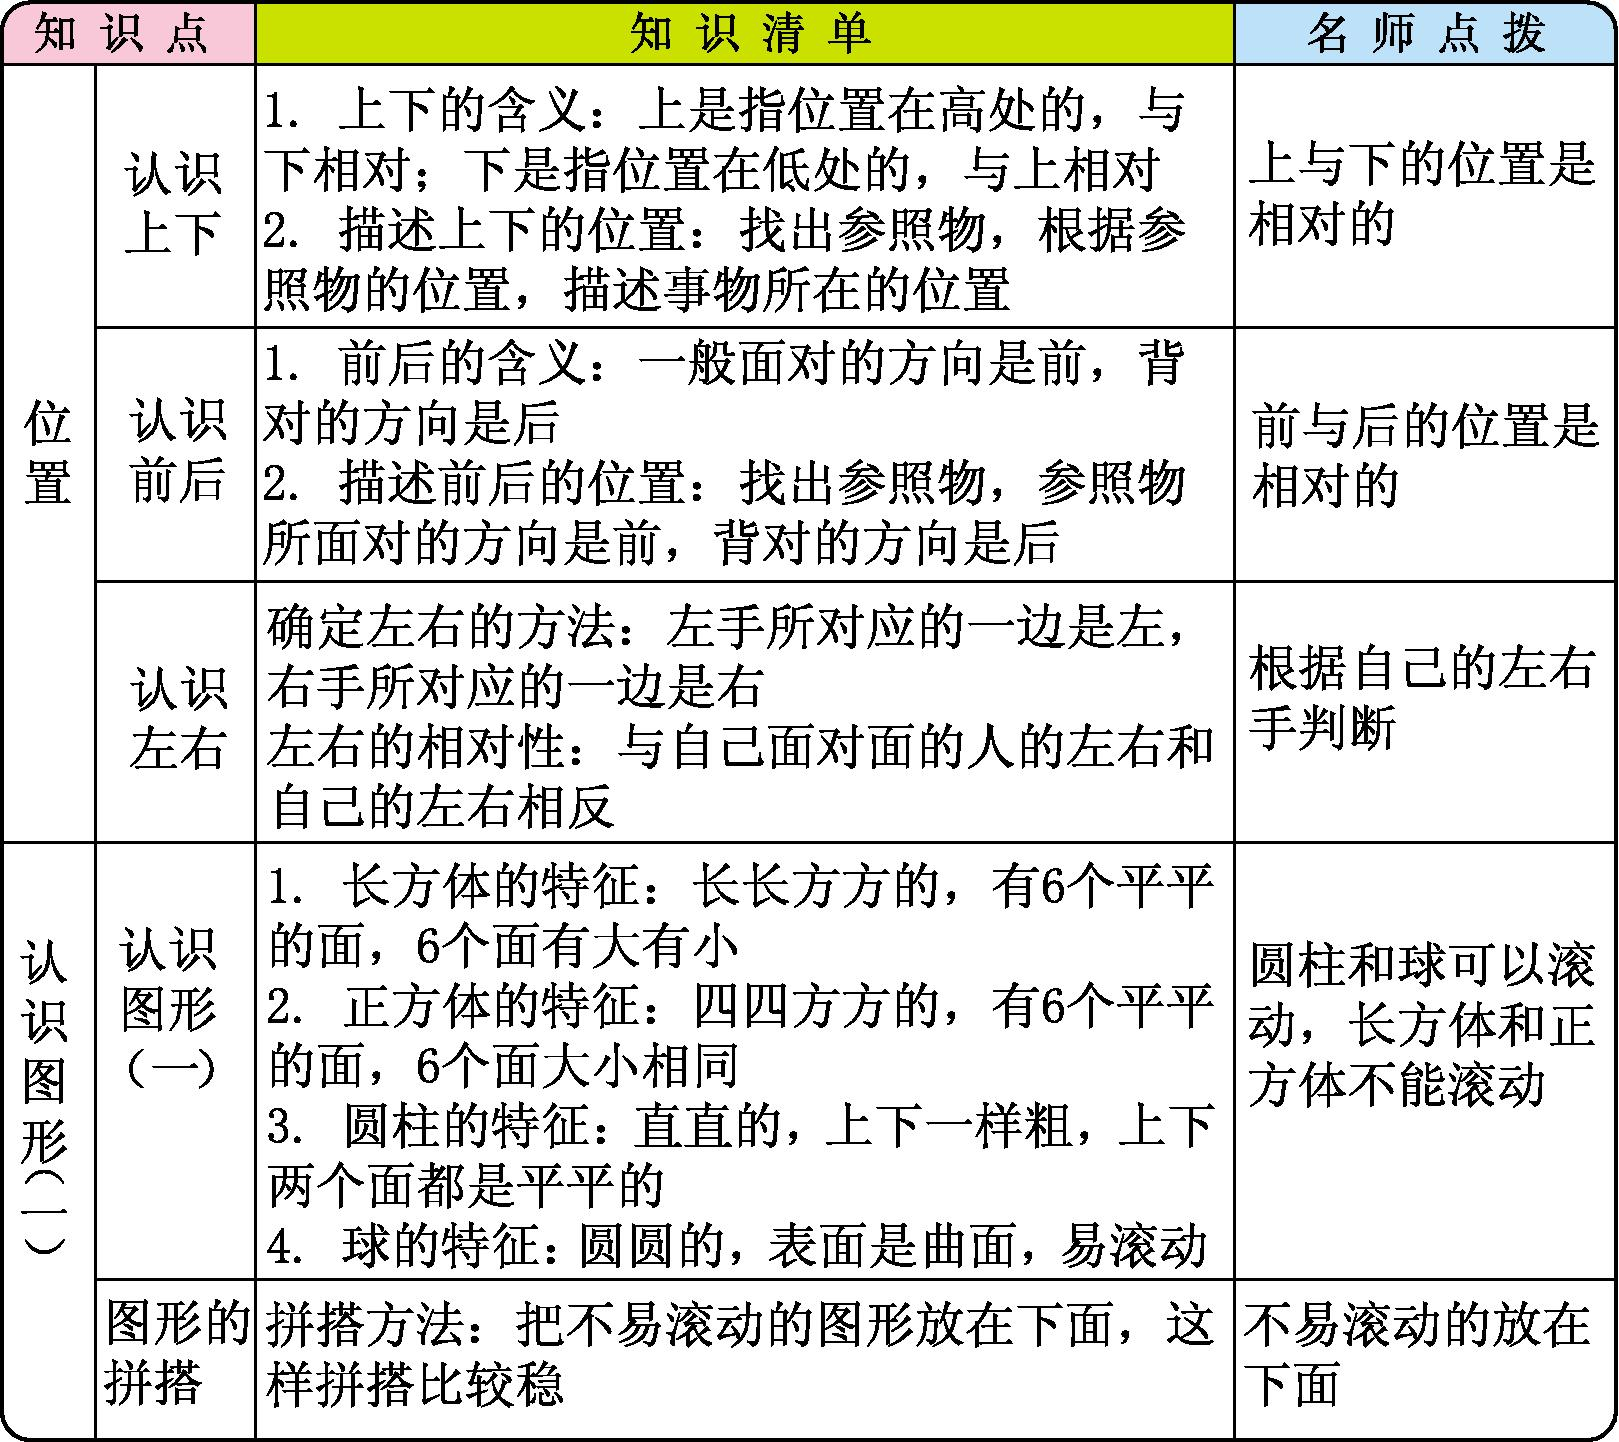 知识点 知识清单 名师点拨
位
置
认识
上下
1. 上下的含义：上是指位置在高处的，与
下相对；下是指位置在低处的，与上相对
2. 描述上下的位置：找出参照物，根据参
照物的位置，描述事物所在的位置
上与下的位置是
相对的
认识
前后
1. 前后的含义：一般面对的方向是前，背
对的方向是后
2. 描述前后的位置：找出参照物，参照物
所面对的方向是前，背对的方向是后
前与后的位置是
相对的
认识
左右
确定左右的方法：左手所对应的一边是左，
右手所对应的一边是右
左右的相对性：与自己面对面的人的左右和
自己的左右相反
根据自己的左右
手判断
认
识
图
形
（一）
认识
图形
（一）
1. 长方体的特征：长长方方的，有6个平平
的面，6个面有大有小
2. 正方体的特征：四四方方的，有6个平平
的面，6个面大小相同
3. 圆柱的特征：直直的，上下一样粗，上下
两个面都是平平的
4. 球的特征：圆圆的，表面是曲面，易滚动
圆柱和球可以滚
动，长方体和正
方体不能滚动
图形的
拼搭
拼搭方法：把不易滚动的图形放在下面，这
样拼搭比较稳
不易滚动的放在
下面